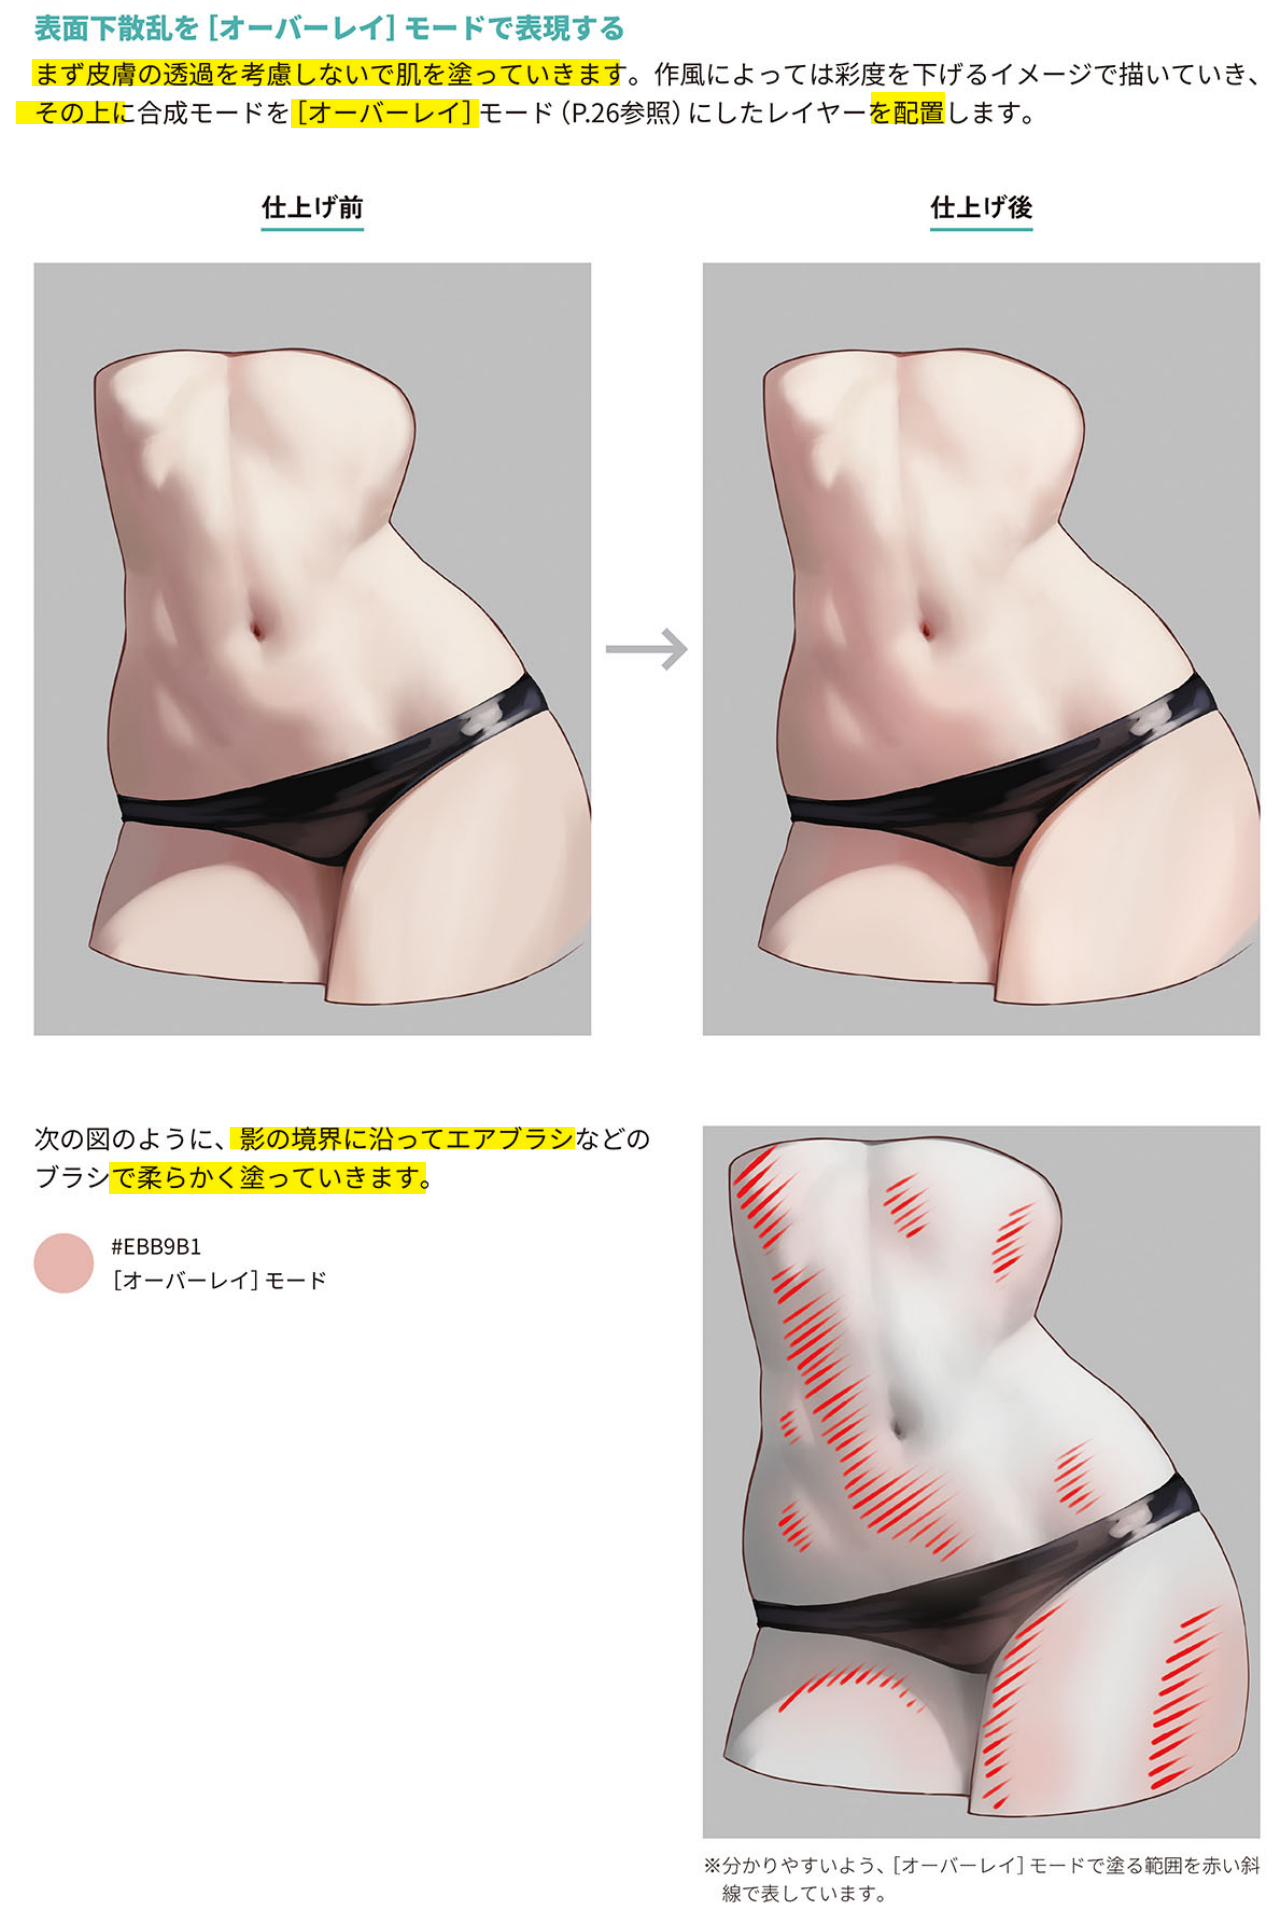 表面下散乱を［オーバーレイ］モードで表現する
まず皮膚の透過を考慮しないで肌を塗っていきます。作風によっては彩度を下げるイメージで描いていき、
その上に合成モードを［オーバーレイ］モード（P.26参照）にしたレイヤーを配置します。
仕上げ前
仕上げ後
次の図のように、影の境界に沿ってエアブラシなどの
ブラシで柔らかく塗っていきます。
#EBB9B1
［オーバーレイ］モード
※分かりやすいよう、［オーバーレイ］モードで塗る範囲を赤い斜
線で表しています。